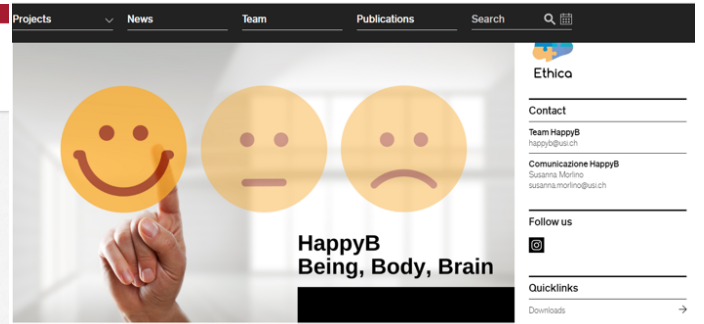 Projects
News
Team
Publications
Search
Ethica
Contact
Team HappyB
happyb@usi.ch
Comunicazione HappyB
Susanna Morlino
susanna.morlino@usi.ch
Follow us
HappyB
Being, Body, Brain
Quicklinks
Downloads